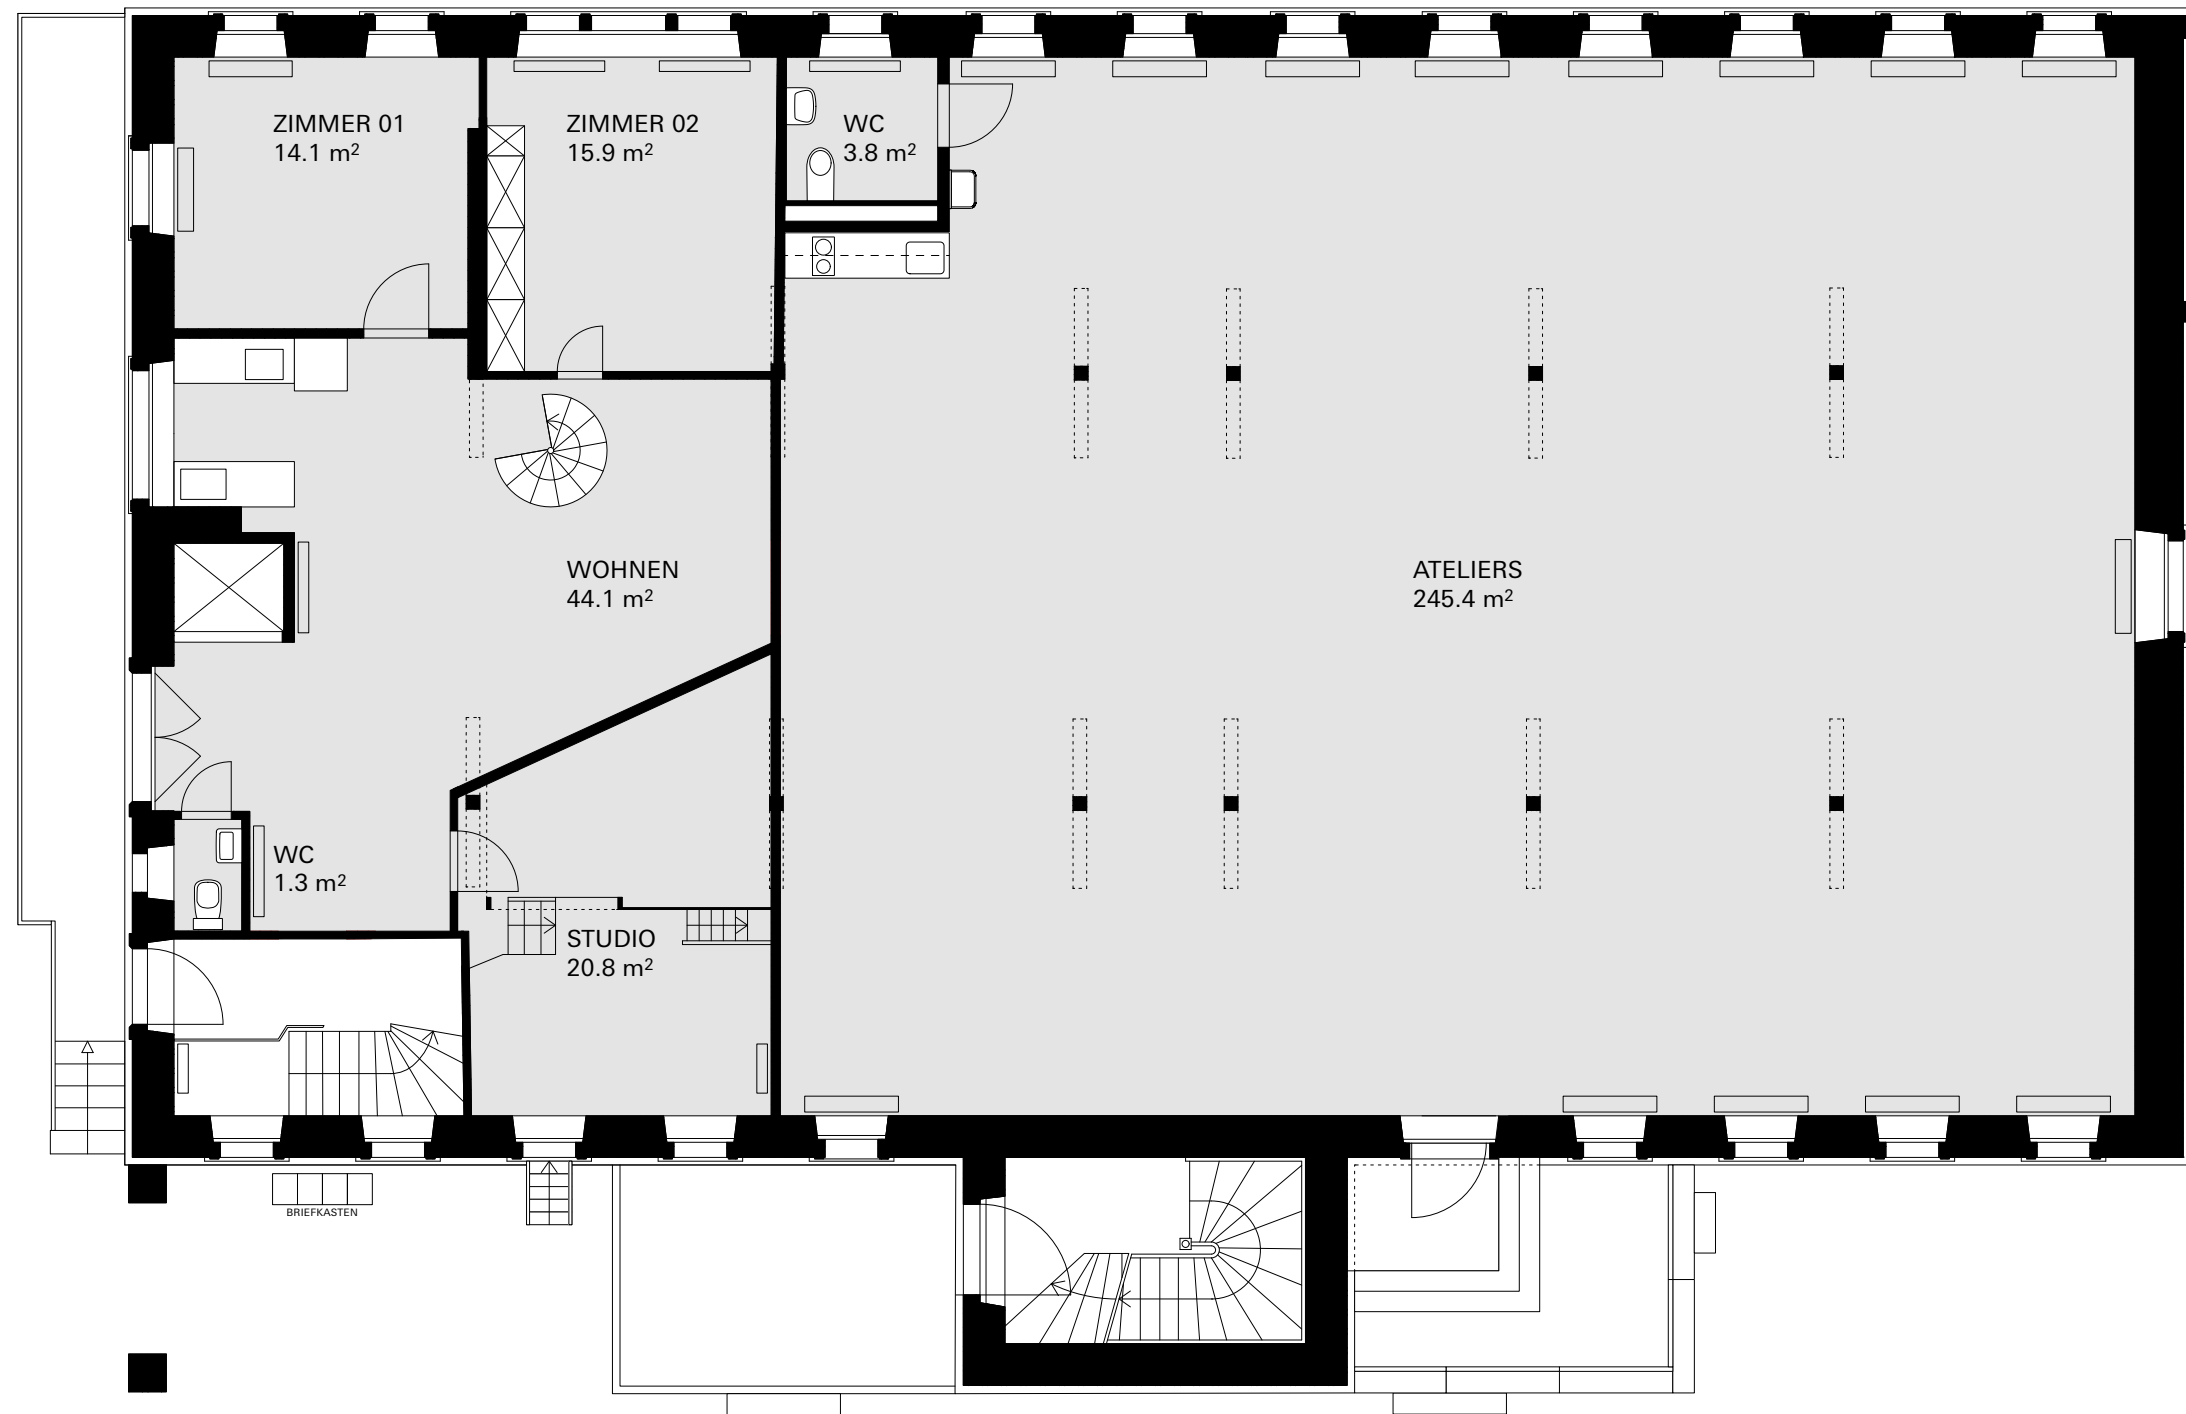 ZIMMER 01
14.1 m²
ZIMMER 02
15.9 m²
WC
3.8 m²
WOHNEN
44.1 m²
ATELIERS
245.4 m²
WC
1.3 m²
STUDIO
20.8 m²
BRIEFKASTEN